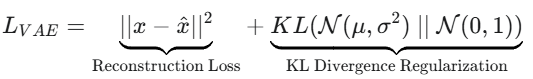 L_{VAE} = ||x − x̂||² + KL(𝒩(μ, σ²) || 𝒩(0, 1))
Reconstruction Loss KL Divergence Regularization